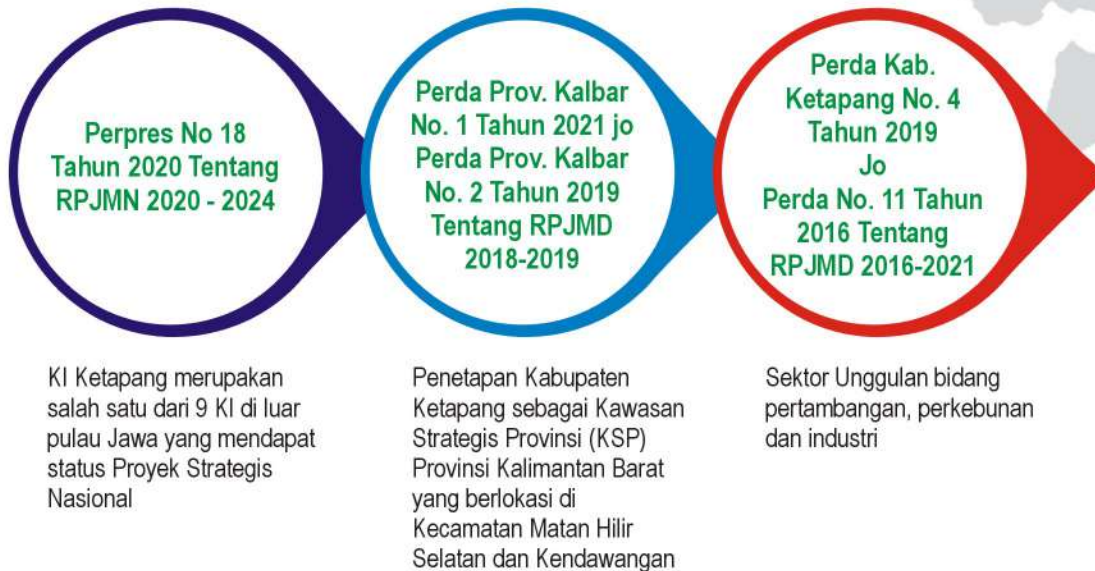 Perpres No 18
Tahun 2020 Tentang
RPJMN 2020 - 2024
Perda Prov. Kalbar
No. 1 Tahun 2021 jo
Perda Prov. Kalbar
No. 2 Tahun 2019
Tentang RPJMD
2018-2019
Perda Kab.
Ketapang No. 4
Tahun 2019
Jo
Perda No. 11 Tahun
2016 Tentang
RPJMD 2016-2021
KI Ketapang merupakan
salah satu dari 9 KI di luar
pulau Jawa yang mendapat
status Proyek Strategis
Nasional
Penetapan Kabupaten
Ketapang sebagai Kawasan
Strategis Provinsi (KSP)
Provinsi Kalimantan Barat
yang berlokasi di
Kecamatan Matan Hilir
Selatan dan Kendawangan
Sektor Unggulan bidang
pertambangan, perkebunan
dan industri